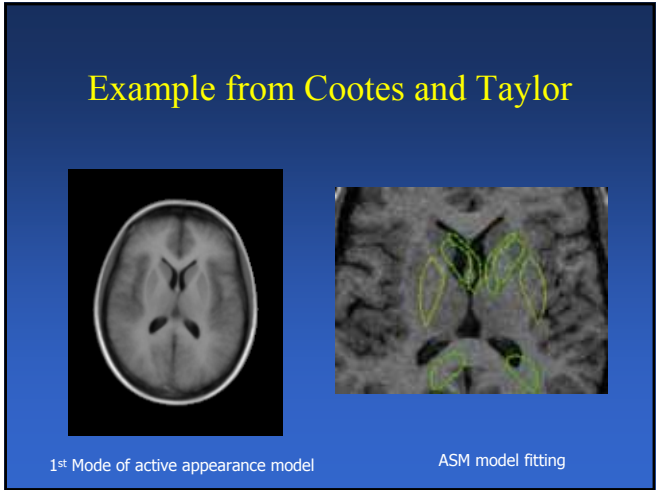 Example from Cootes and Taylor
1st Mode of active appearance model
ASM model fitting